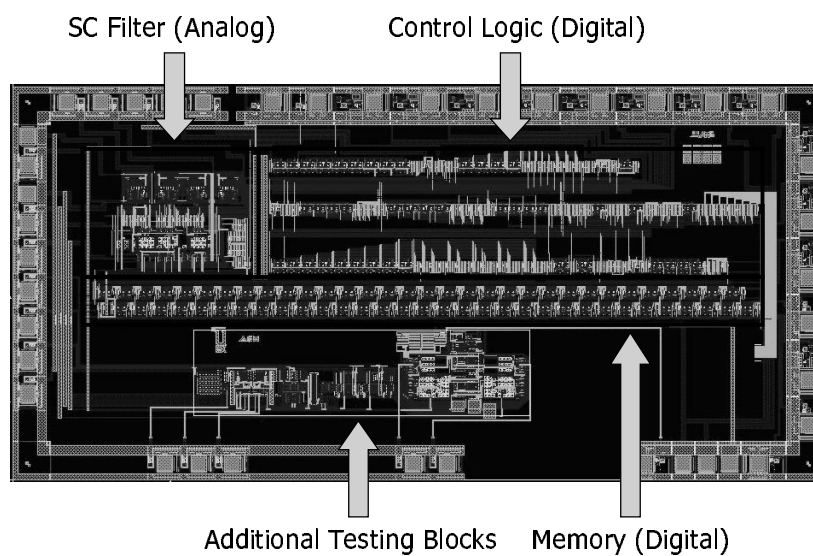 SC Filter (Analog)
Control Logic (Digital)
Additional Testing Blocks
Memory (Digital)